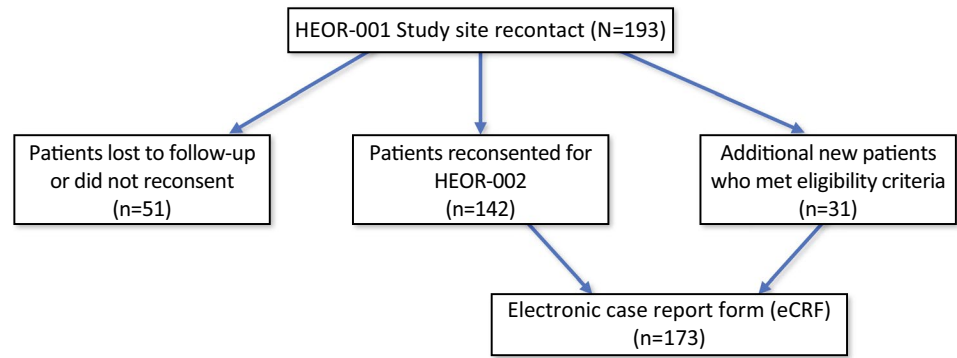 HEOR-001 Study site recontact (N=193)
Patients lost to follow-up
or did not reconsent
(n=51)
Patients reconsented for
HEOR-002
(n=142)
Additional new patients
who met eligibility criteria
(n=31)
Electronic case report form (eCRF)
(n=173)